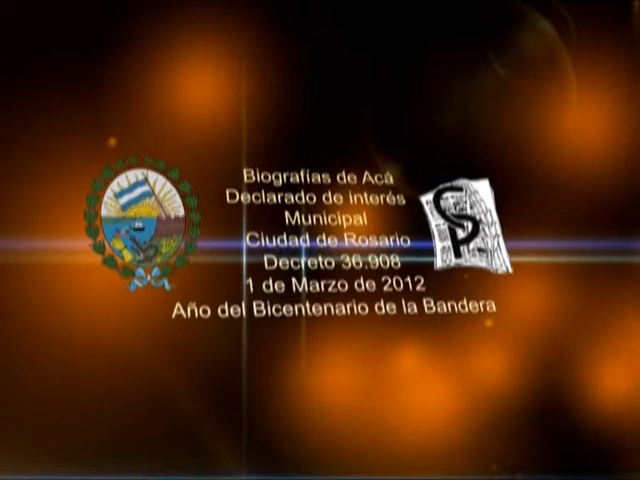 Biografías de Acá
Declarado de interés
Municipal
Ciudad de Rosario
Decreto 36.908
1 de Marzo de 2012
Año del Bicentenario de la Bandera